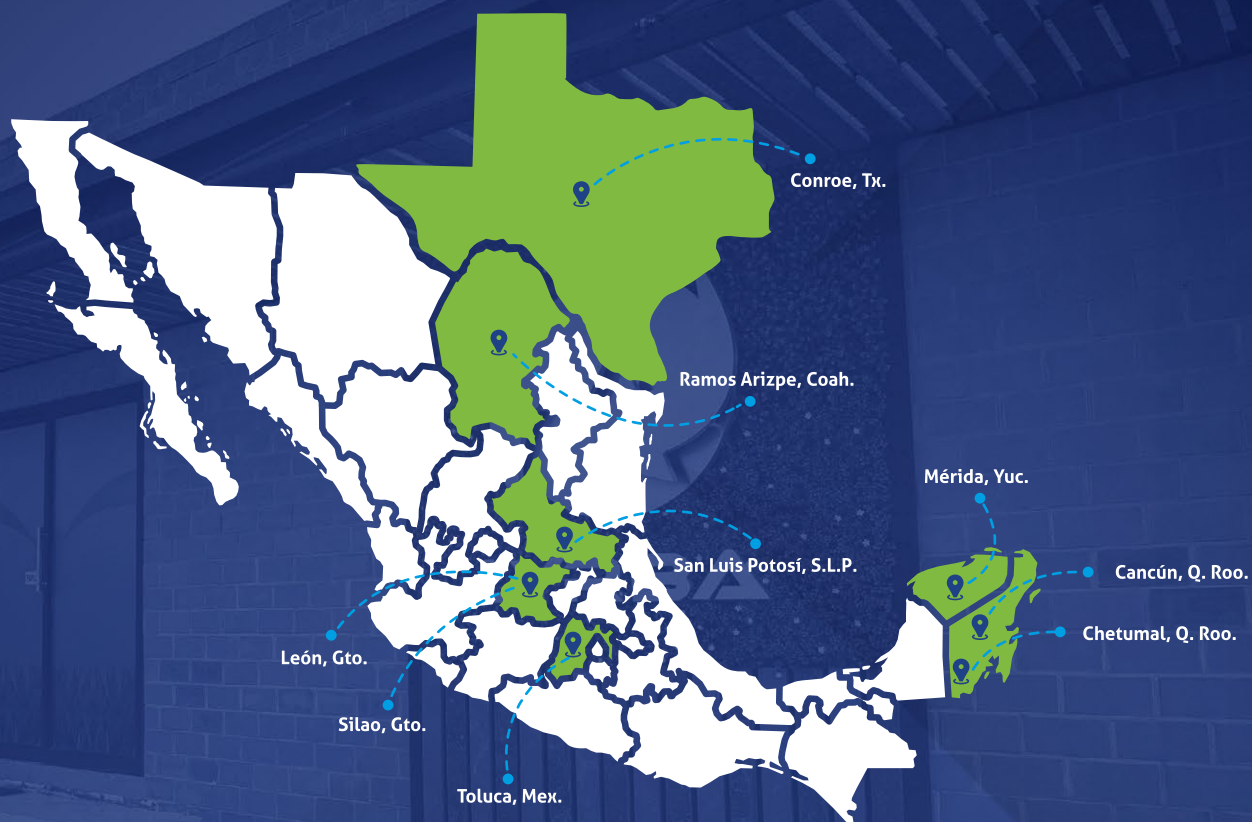 Conroe, Tx.
Ramos Arizpe, Coah.
Mérida, Yuc.
San Luis Potosí, S.L.P.
Cancún, Q. Roo.
Chetumal, Q. Roo.
León, Gto.
Silao, Gto.
Toluca, Mex.